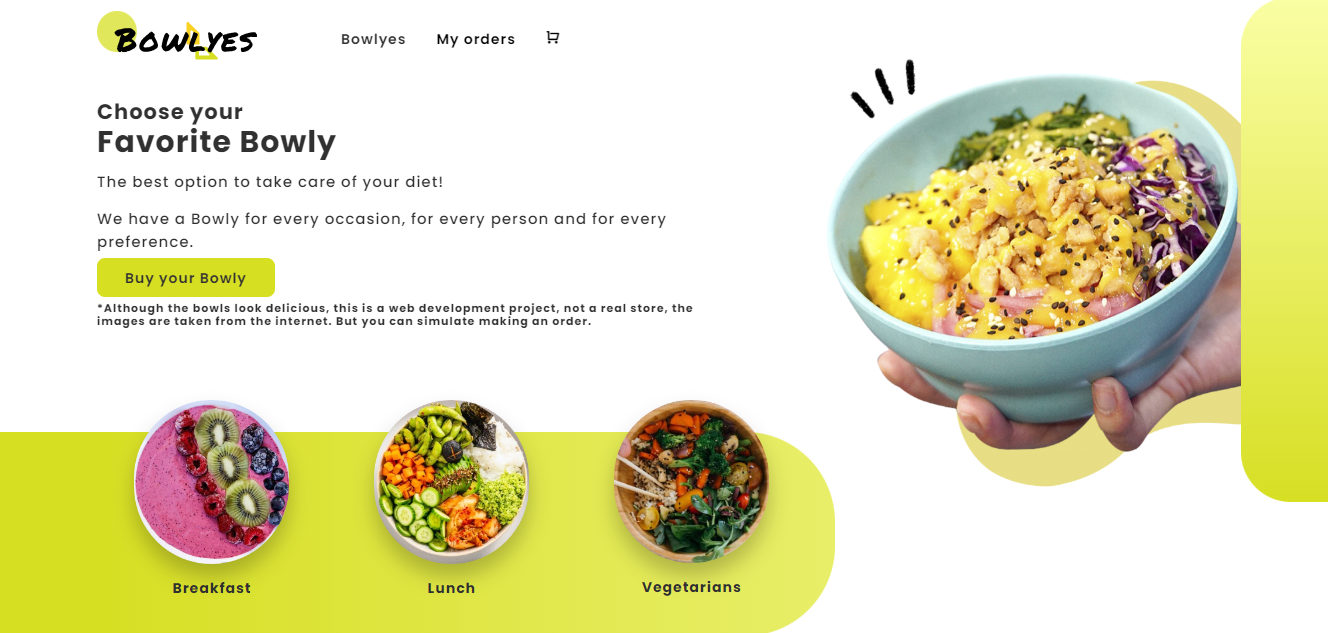 BOWLYES
Bowlyes My orders
Choose your
Favorite Bowly
The best option to take care of your diet!
We have a Bowly for every occasion, for every person and for every
preference.
Buy your Bowly
*Although the bowls look delicious, this is a web development project, not a real store, the
images are taken from the internet. But you can simulate making an order.
Breakfast Lunch Vegetarians